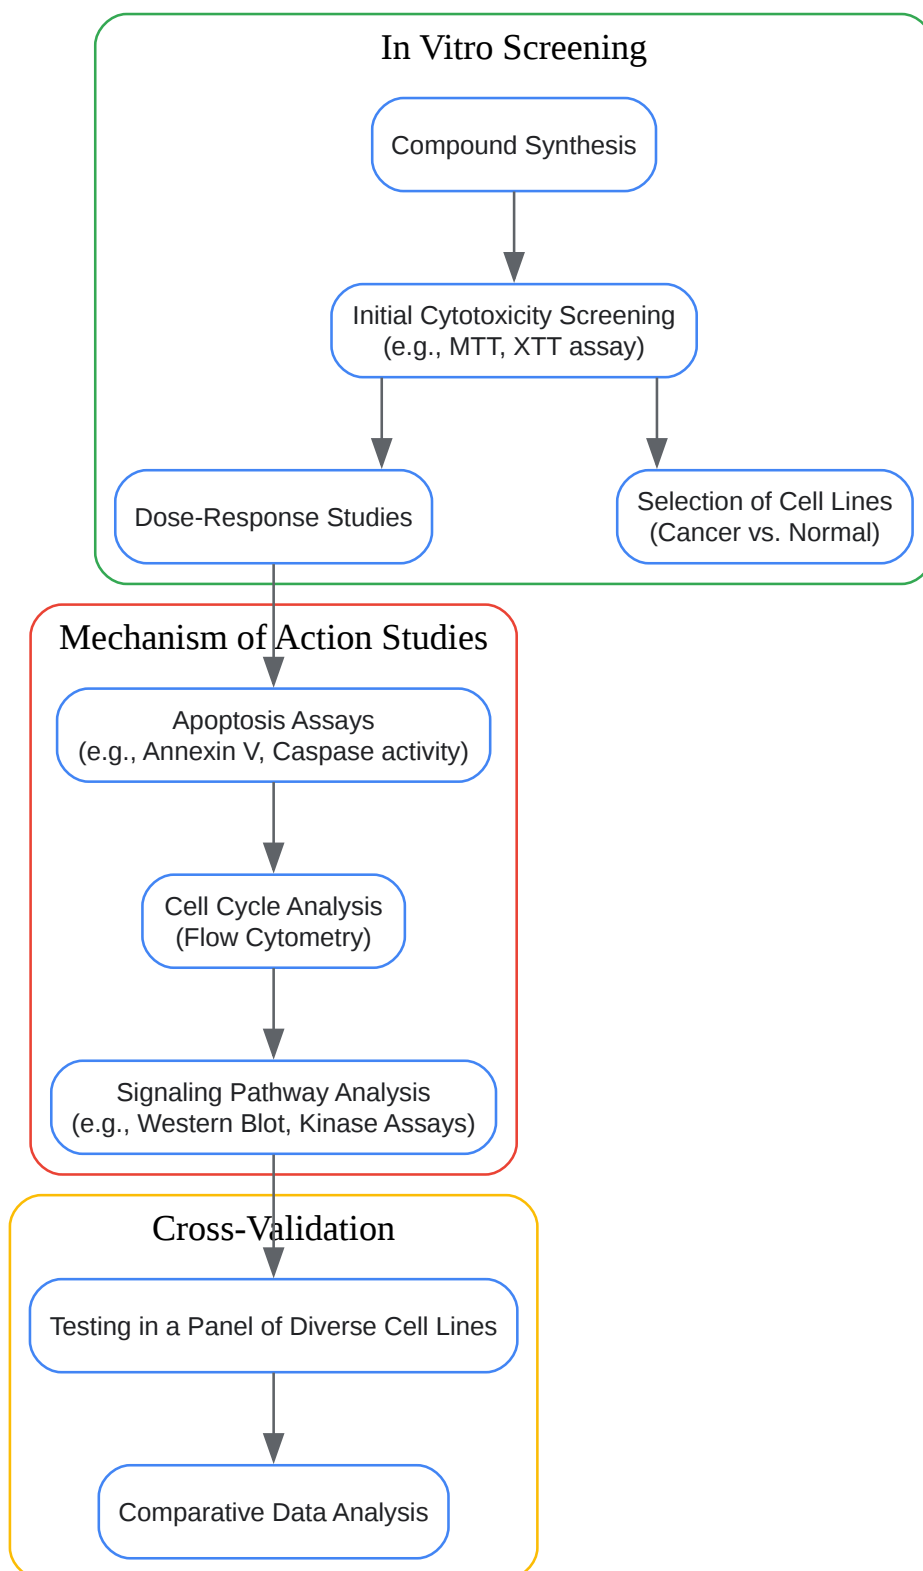 In Vitro Screening
Compound Synthesis
Initial Cytotoxicity Screening
(e.g., MTT, XTT assay)
Dose-Response Studies
Selection of Cell Lines
(Cancer vs. Normal)
Mechanism of Action Studies
Apoptosis Assays
(e.g., Annexin V, Caspase activity)
Cell Cycle Analysis
(Flow Cytometry)
Signaling Pathway Analysis
(e.g., Western Blot, Kinase Assays)
Cross-Validation
Testing in a Panel of Diverse Cell Lines
Comparative Data Analysis